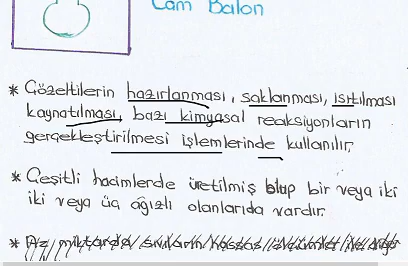 Cam Balon
* Çözeltilerin hazırlanması, saklanması, ısıtılması
kaynatılması, bazı kimyasal reaksiyonların
gerçekleştirilmesi işlemlerinde kullanılır.
* Çeşitli hacimlerde üretilmiş olup bir veya iki
iki veya üç ağızlı olanlarıda vardır.
* Az miktarda sıvıların